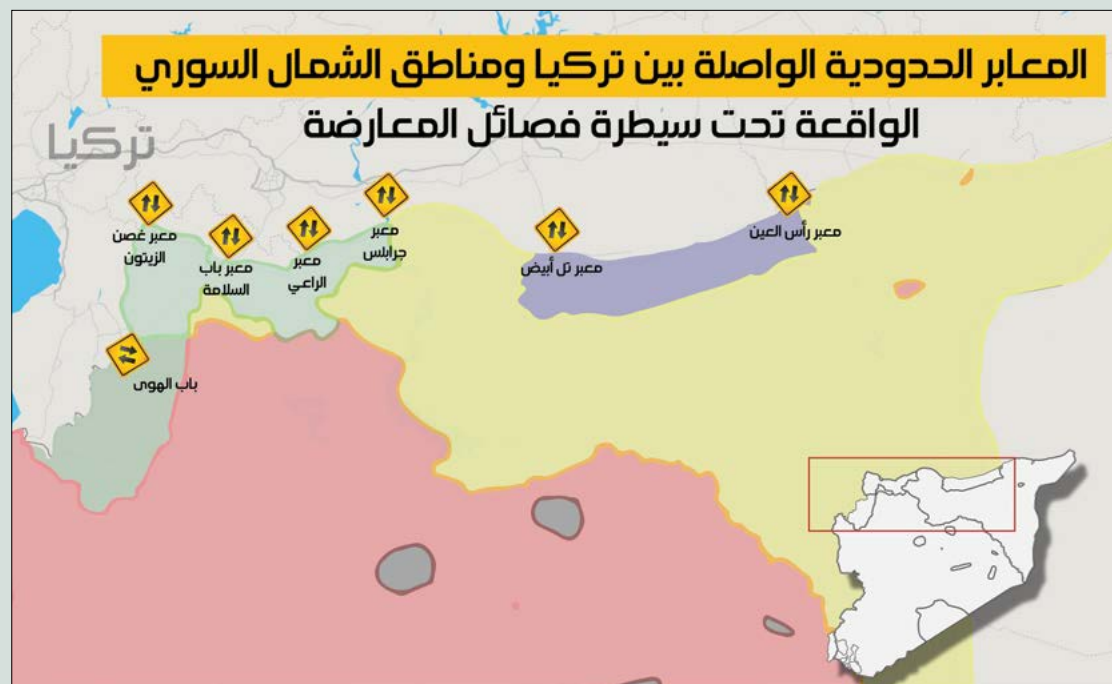 المعابر الحدودية الواصلة بين تركيا ومناطق الشمال السوري
الواقعة تحت سيطرة فصائل المعارضة
تركيا
معبر غصن
الزيتون
معبر باب
السلامة
معبر
الراعي
معبر
جرابلس
معبر تل أبيض
معبر رأس العين
باب الهوى